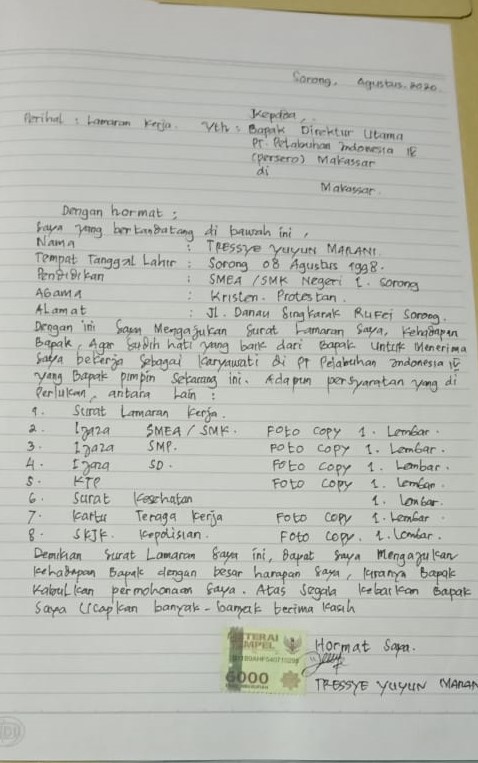 Sorong, Agustus 2020.
Kepada,
Perihal : Lamaran Kerja. Yth : Bapak Direktur Utama
PT. Pelabuhan Indonesia IV
(persero) Makassar
di
Makassar.
Dengan hormat ;
Saya yang bertandatang di bawah ini,
Nama : TRESSYE YUYUN MARANI.
Tempat Tanggal Lahir : Sorong 08 Agustus 1998.
Pendidikan : SMEA /SMK Negeri 1. Sorong
Agama : Kristen. Protestan.
Alamat : Jl. Danau Singkarak Rufei Sorong.
Dengan ini Saya Mengajukan Surat Lamaran Saya, Kehadapan
Bapak, Agar Sudih hati yang baik dari Bapak Untuk Menerima
Saya bekerja Sebagai Karyawati di PT Pelabuhan Indonesia IV
yang Bapak pimpin Sekarang ini. Adapun persyaratan yang di
Perlukan, antara Lain :
1. Surat Lamaran Kerja.
2. Ijaza SMEA / SMK. Foto Copy 1. Lembar.
3. Ijaza SMP. Foto Copy 1. Lembar.
4. Ijaza SD. Foto Copy 1. Lembar.
5. KTP Foto Copy 1. Lembar.
6. Surat Kesehatan 1. Lembar.
7. Kartu Tenaga Kerja Foto Copy 1. Lembar.
8. SKJK. Kepolisian. Foto Copy. 1. Lembar.
Demikian Surat Lamaran Saya ini, Dapat Saya Mengajukan
Kehadapan Bapak dengan besar harapan Saya, kiranya Bapak
Kabulkan permohonaan Saya. Atas Segala Kebaikan Bapak
Saya Ucapkan banyak-banyak terima Kasih
METERAI
TEMPEL
6000
Hormat Saya.
TRESSYE YUYUN MARAN